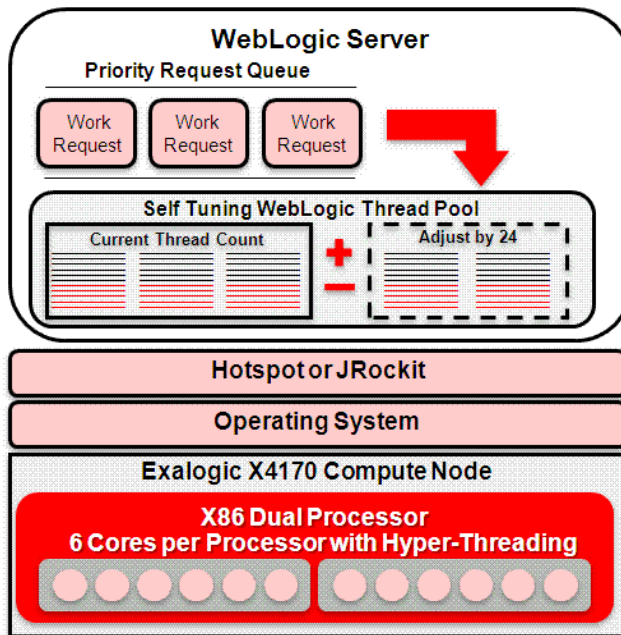 WebLogic Server
Priority Request Queue
Work
Request
Work
Request
Work
Request
Self Tuning WebLogic Thread Pool
Current Thread Count
Adjust by 24
+
−
Hotspot or JRockit
Operating System
Exalogic X4170 Compute Node
X86 Dual Processor
6 Cores per Processor with Hyper-Threading